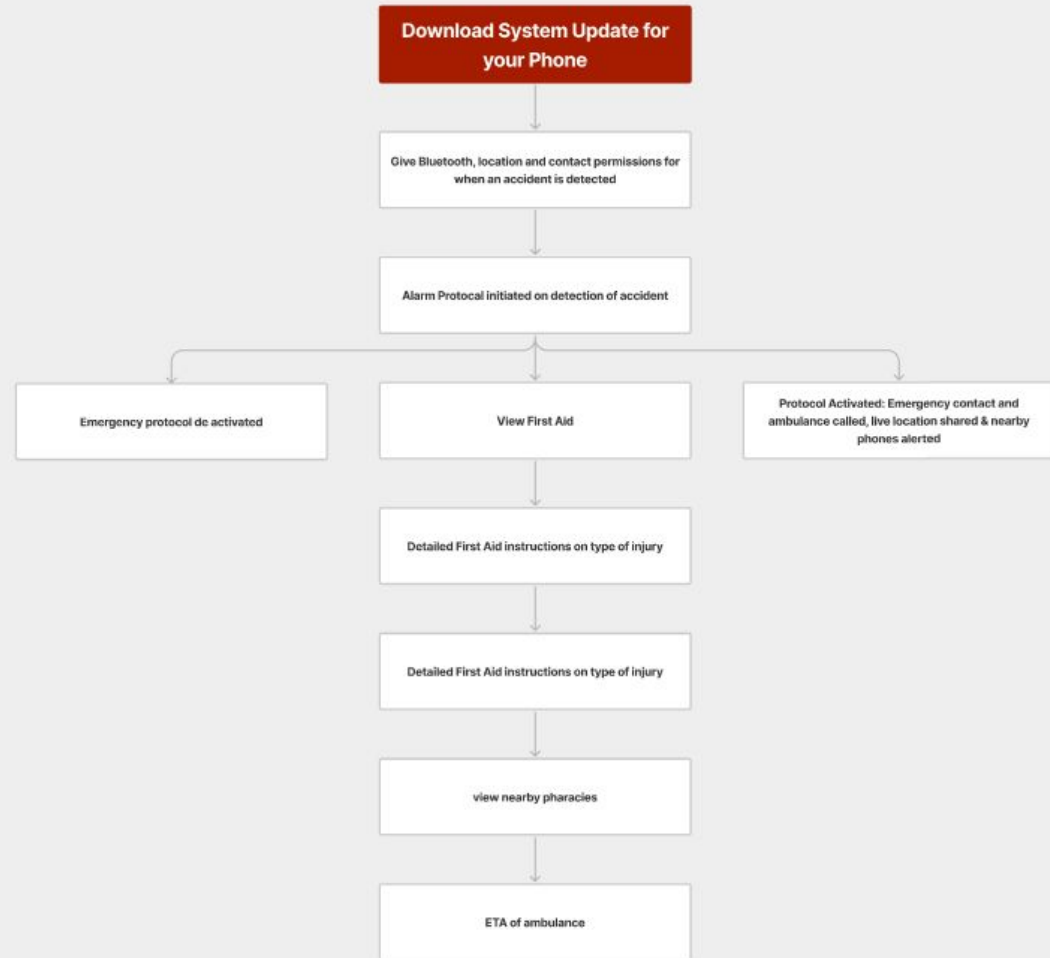 Download System Update for
your Phone
Give Bluetooth, location and contact permissions for
when an accident is detected
Alarm Protocal initiated on detection of accident
Emergency protocol de activated
View First Aid
Protocol Activated: Emergency contact and
ambulance called, live location shared & nearby
phones alerted
Detailed First Aid instructions on type of injury
Detailed First Aid instructions on type of injury
view nearby pharacies
ETA of ambulance